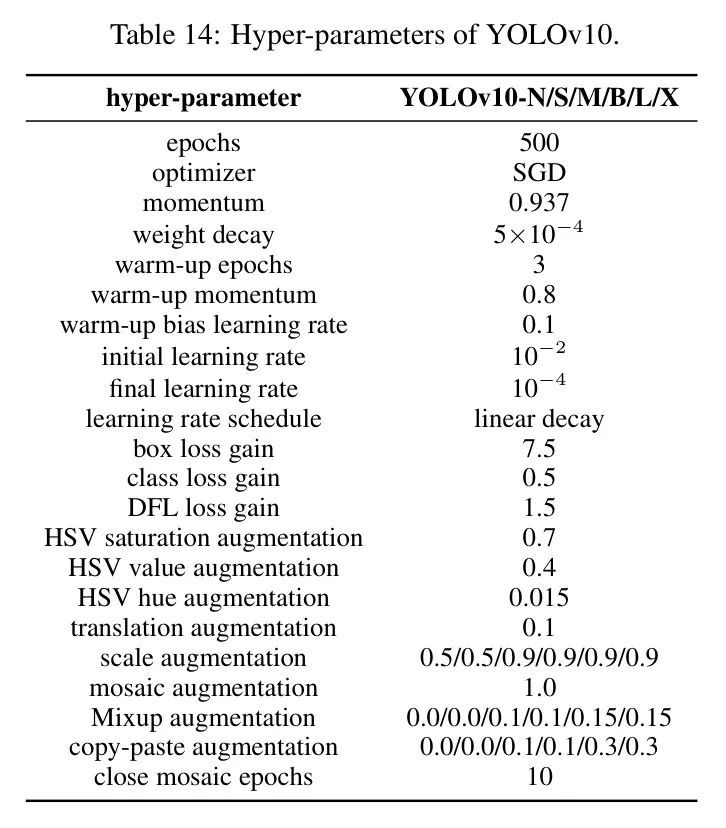 Table 14: Hyper-parameters of YOLOv10.
hyper-parameter YOLOv10-N/S/M/B/L/X
epochs 500
optimizer SGD
momentum 0.937
weight decay 5×10⁻⁴
warm-up epochs 3
warm-up momentum 0.8
warm-up bias learning rate 0.1
initial learning rate 10⁻²
final learning rate 10⁻⁴
learning rate schedule linear decay
box loss gain 7.5
class loss gain 0.5
DFL loss gain 1.5
HSV saturation augmentation 0.7
HSV value augmentation 0.4
HSV hue augmentation 0.015
translation augmentation 0.1
scale augmentation 0.5/0.5/0.9/0.9/0.9/0.9
mosaic augmentation 1.0
Mixup augmentation 0.0/0.0/0.1/0.1/0.15/0.15
copy-paste augmentation 0.0/0.0/0.1/0.1/0.3/0.3
close mosaic epochs 10